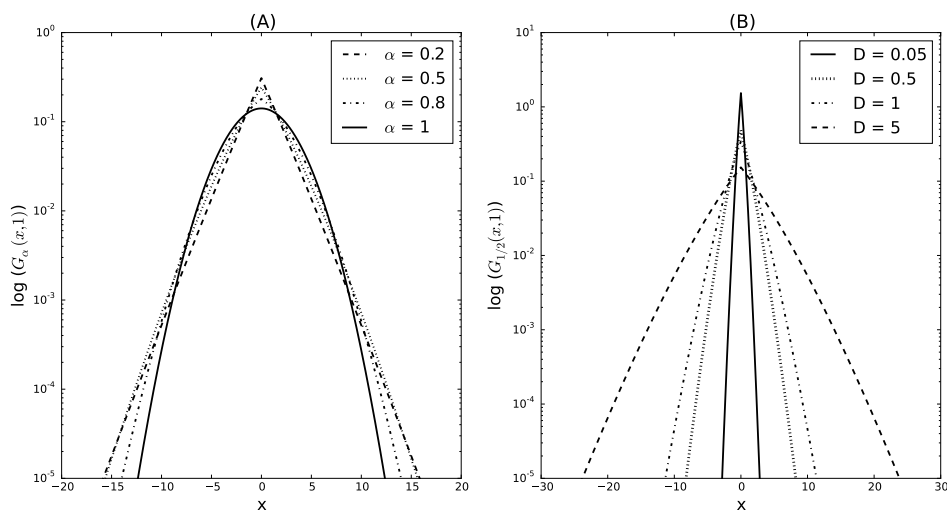 (A)
log (G_α(x,1))
10^0
10^-1
10^-2
10^-3
10^-4
10^-5
α = 0.2
α = 0.5
α = 0.8
α = 1
−20 −15 −10 −5 0 5 10 15 20
x
(B)
log (G_1/2(x,1))
10^1
10^0
10^-1
10^-2
10^-3
10^-4
10^-5
D = 0.05
D = 0.5
D = 1
D = 5
−30 −20 −10 0 10 20 30
x